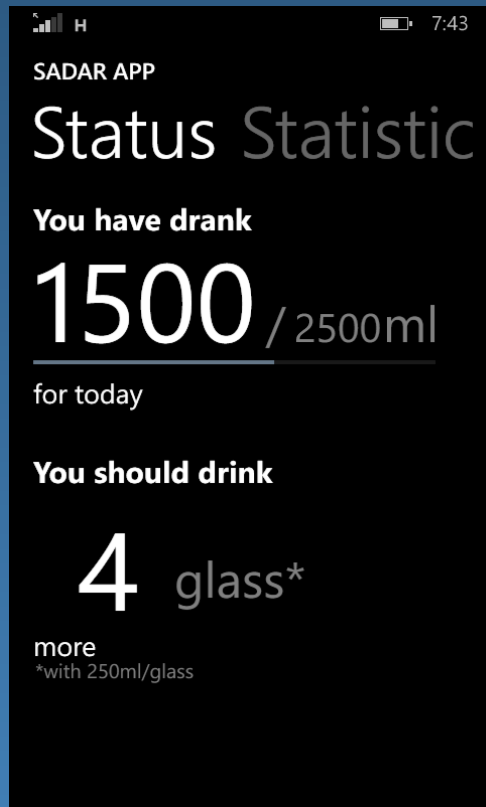 H 7:43
SADAR APP
Status Statistic
You have drank
1500 / 2500ml
for today
You should drink
4 glass*
more
*with 250ml/glass